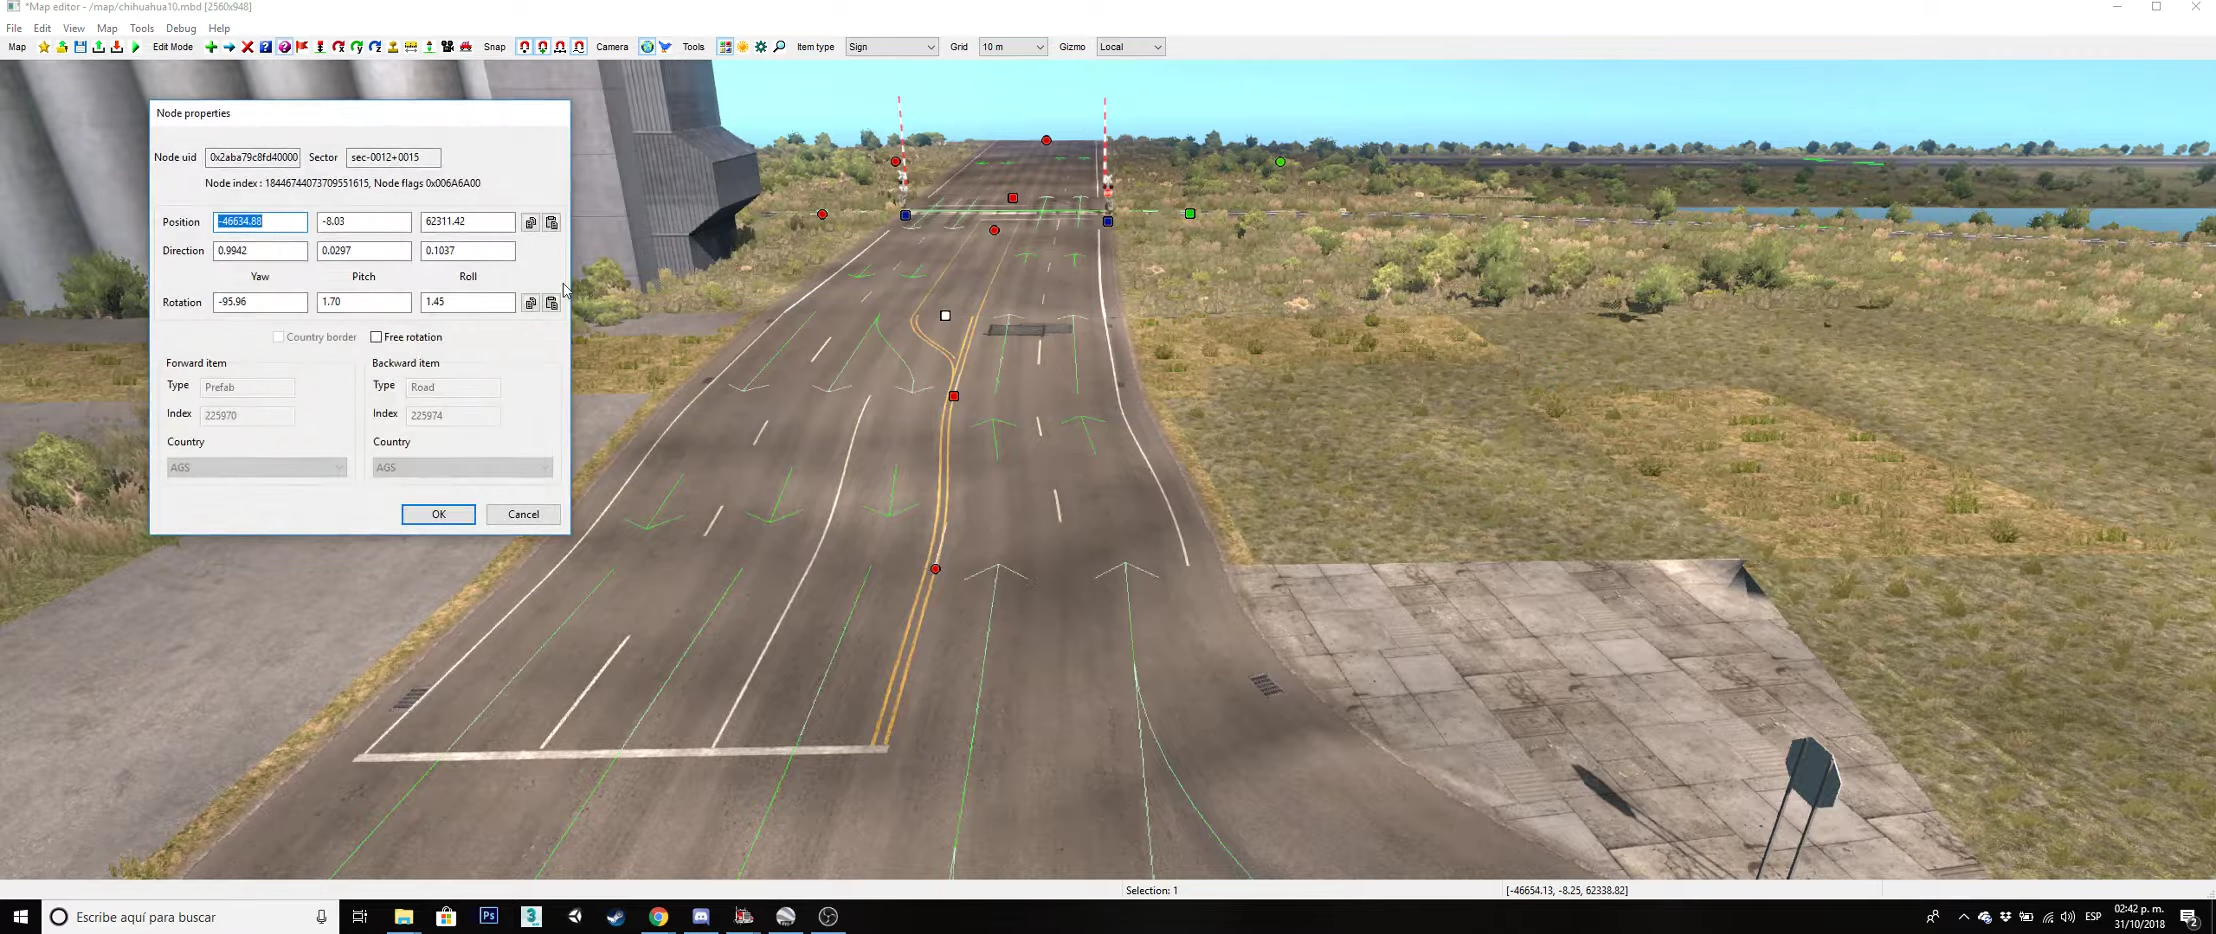 *Map editor - /map/chihuahua10.mbd [2560x948]
File Edit View Map Tools Debug Help
Map Edit Mode Snap Camera Tools Item type Sign Grid 10 m Gizmo Local
Node properties
Node uid 0x2aba79c8fd40000 Sector sec-0012+0015
Node index : 18446744073709551615, Node flags 0x006A6A00
Position -46634.88 -8.03 62311.42
Direction 0.9942 0.0297 0.1037
Yaw Pitch Roll
Rotation -95.96 1.70 1.45
Country border Free rotation
Forward item Backward item
Type Prefab Type Road
Index 225970 Index 225974
Country Country
AGS AGS
OK Cancel
Selection: 1 [-46654.13, -8.25, 62338.82]
Escribe aquí para buscar
Ps
3
ESP
02:42 p. m.
31/10/2018
2